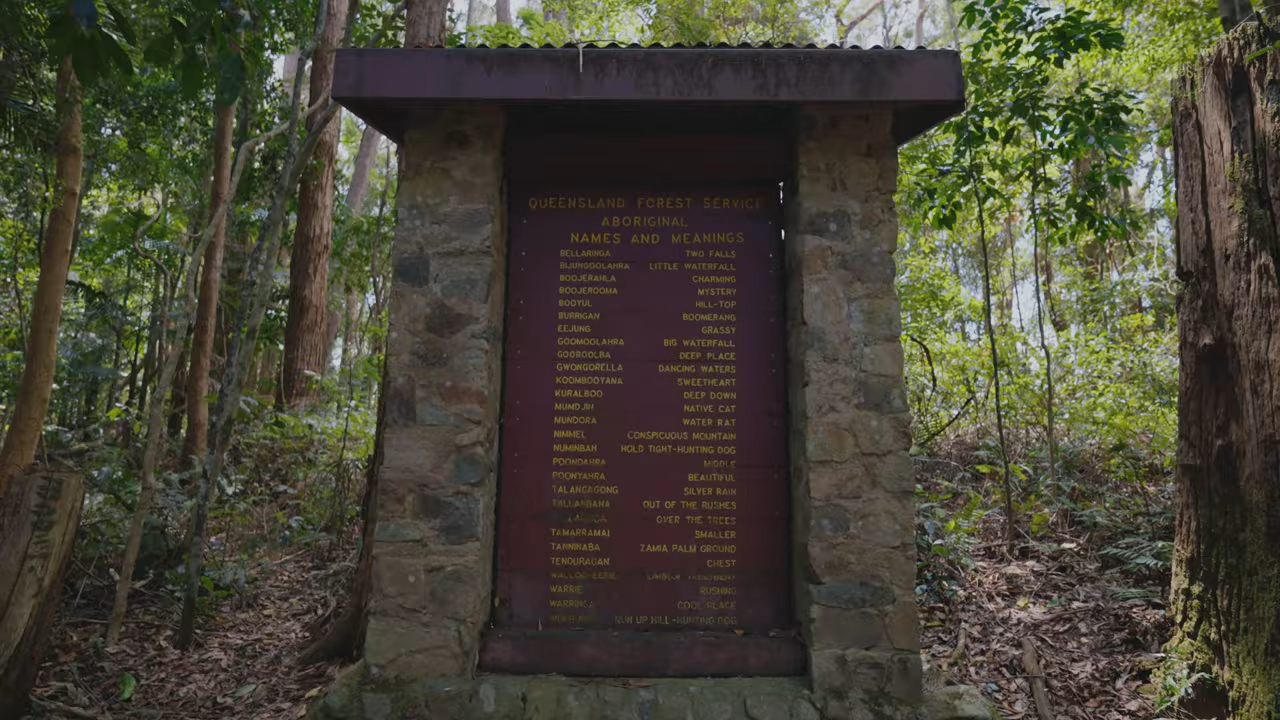 QUEENSLAND FOREST SERVICE
ABORIGINAL
NAMES AND MEANINGS
BELLARINGA TWO FALLS
BIJUNGOOLAHRA LITTLE WATERFALL
BOOJERAHLA CHARMING
BOOJEROOMA MYSTERY
BOOYUL HILL-TOP
BURRIGAN BOOMERANG
EEJUNG GRASSY
GOOMOOLAHRA BIG WATERFALL
GOOROOLBA DEEP PLACE
GWONGORELLA DANCING WATERS
KOOMBOOYANA SWEETHEART
KURALBOO DEEP DOWN
MUNDJIN NATIVE CAT
MUNDORA WATER RAT
NIMMEL CONSPICUOUS MOUNTAIN
NUMINBAH HOLD TIGHT-HUNTING DOG
POONDAHRA MIDDLE
POONYAHRA BEAUTIFUL
TALANGAGONG SILVER RAIN
TALLANBANA OUT OF THE RUSHES
OVER THE TREES
TAMARRAMAI SMALLER
TANNINABA ZAMIA PALM GROUND
TENDURAGAN CHEST
WARRIE RUSHING
WARRINGA COOL PLACE
RUN UP HILL-HUNTING DOG